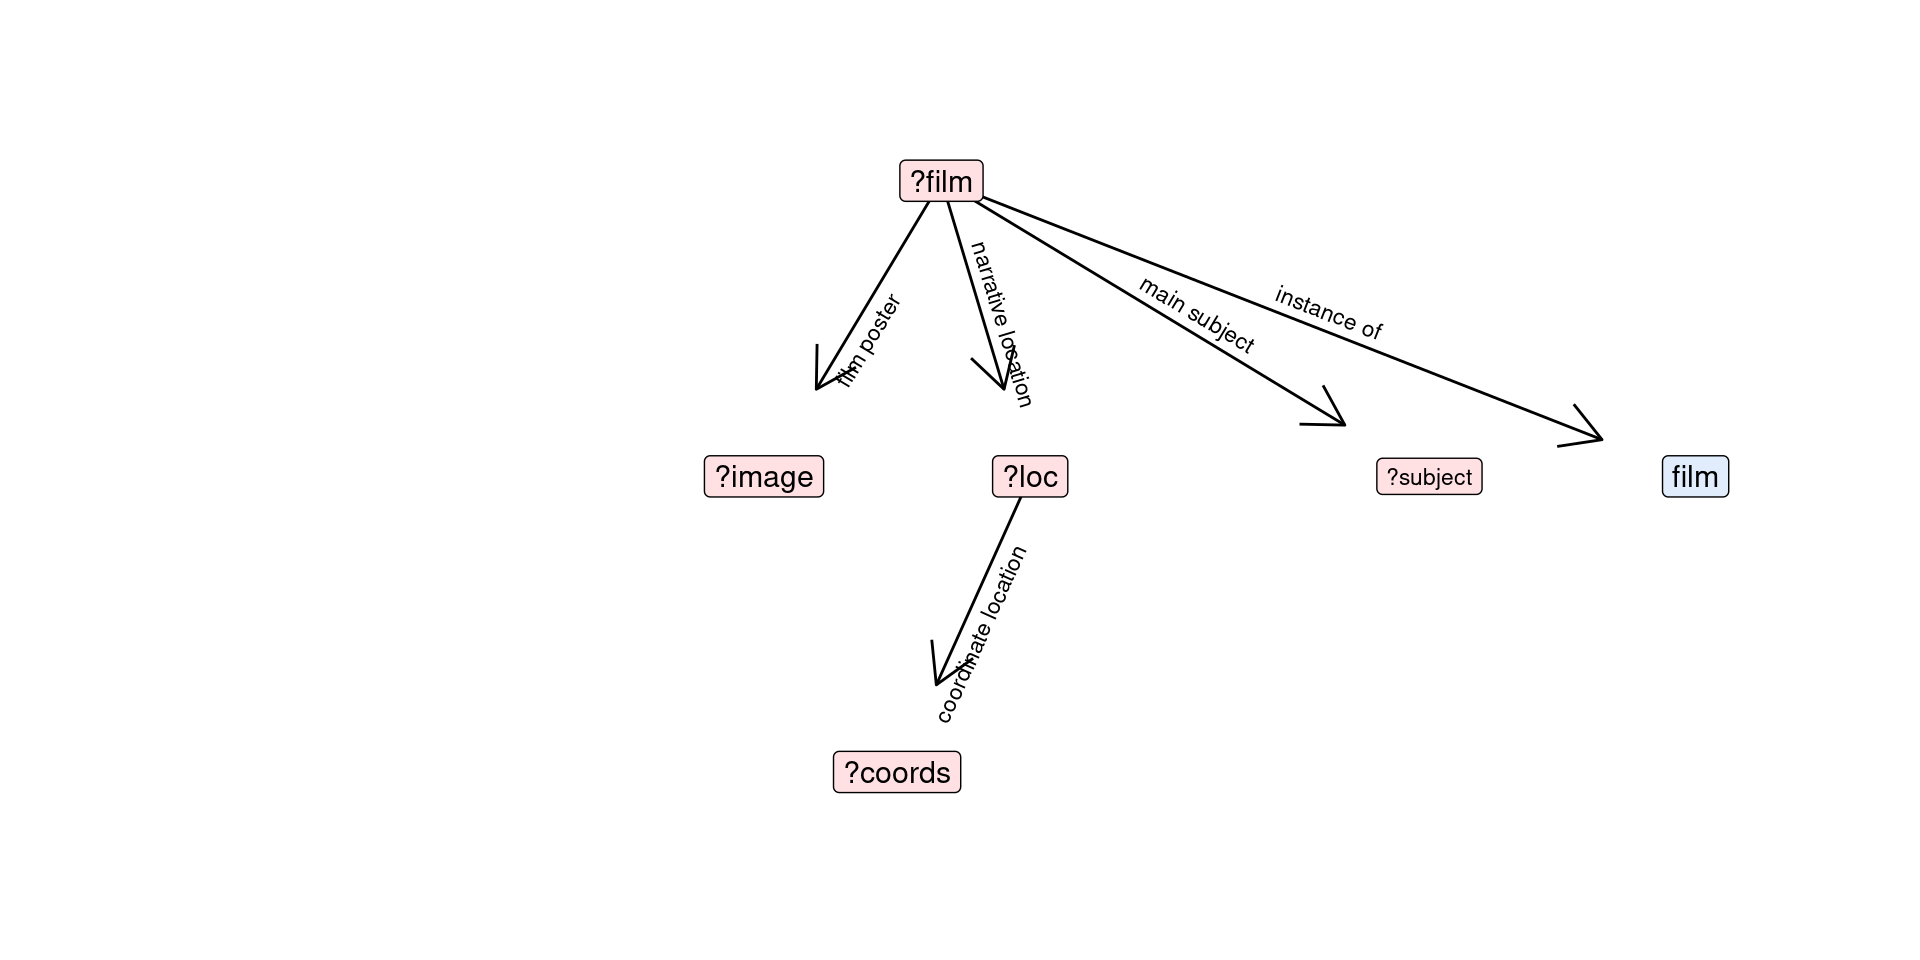 ?film
film poster
narrative location
main subject
instance of
?image
?loc
?subject
film
coordinate location
?coords